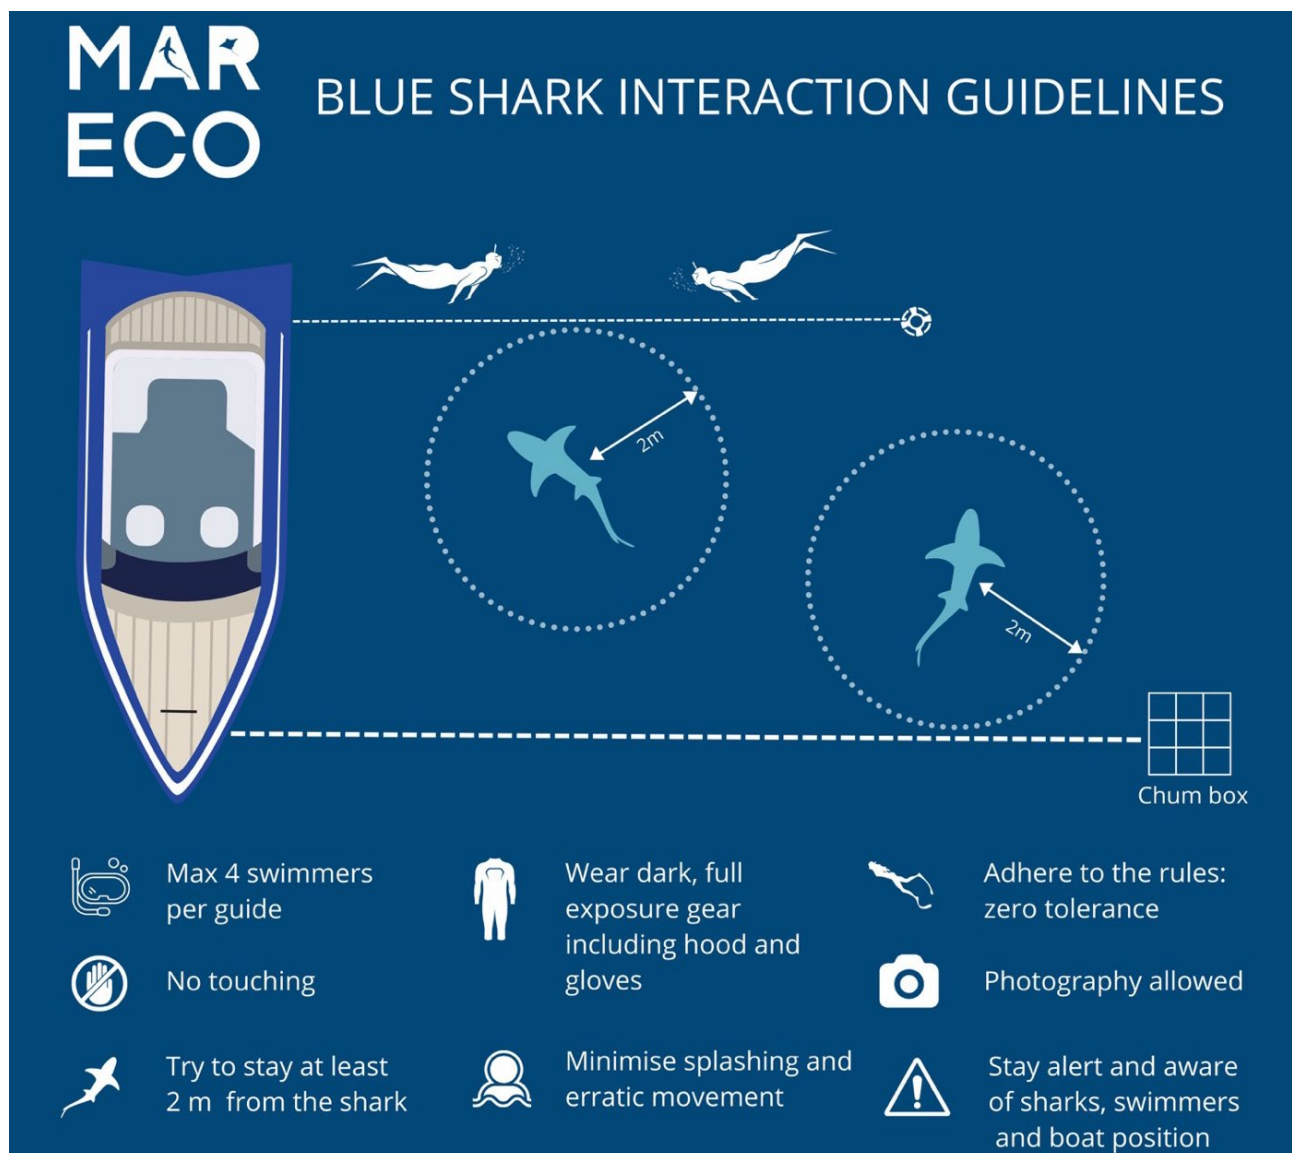 MAR
ECO
BLUE SHARK INTERACTION GUIDELINES
2m
2m
Chum box
Max 4 swimmers
per guide
No touching
Try to stay at least
2 m from the shark
Wear dark, full
exposure gear
including hood and
gloves
Minimise splashing and
erratic movement
Adhere to the rules:
zero tolerance
Photography allowed
Stay alert and aware
of sharks, swimmers
and boat position